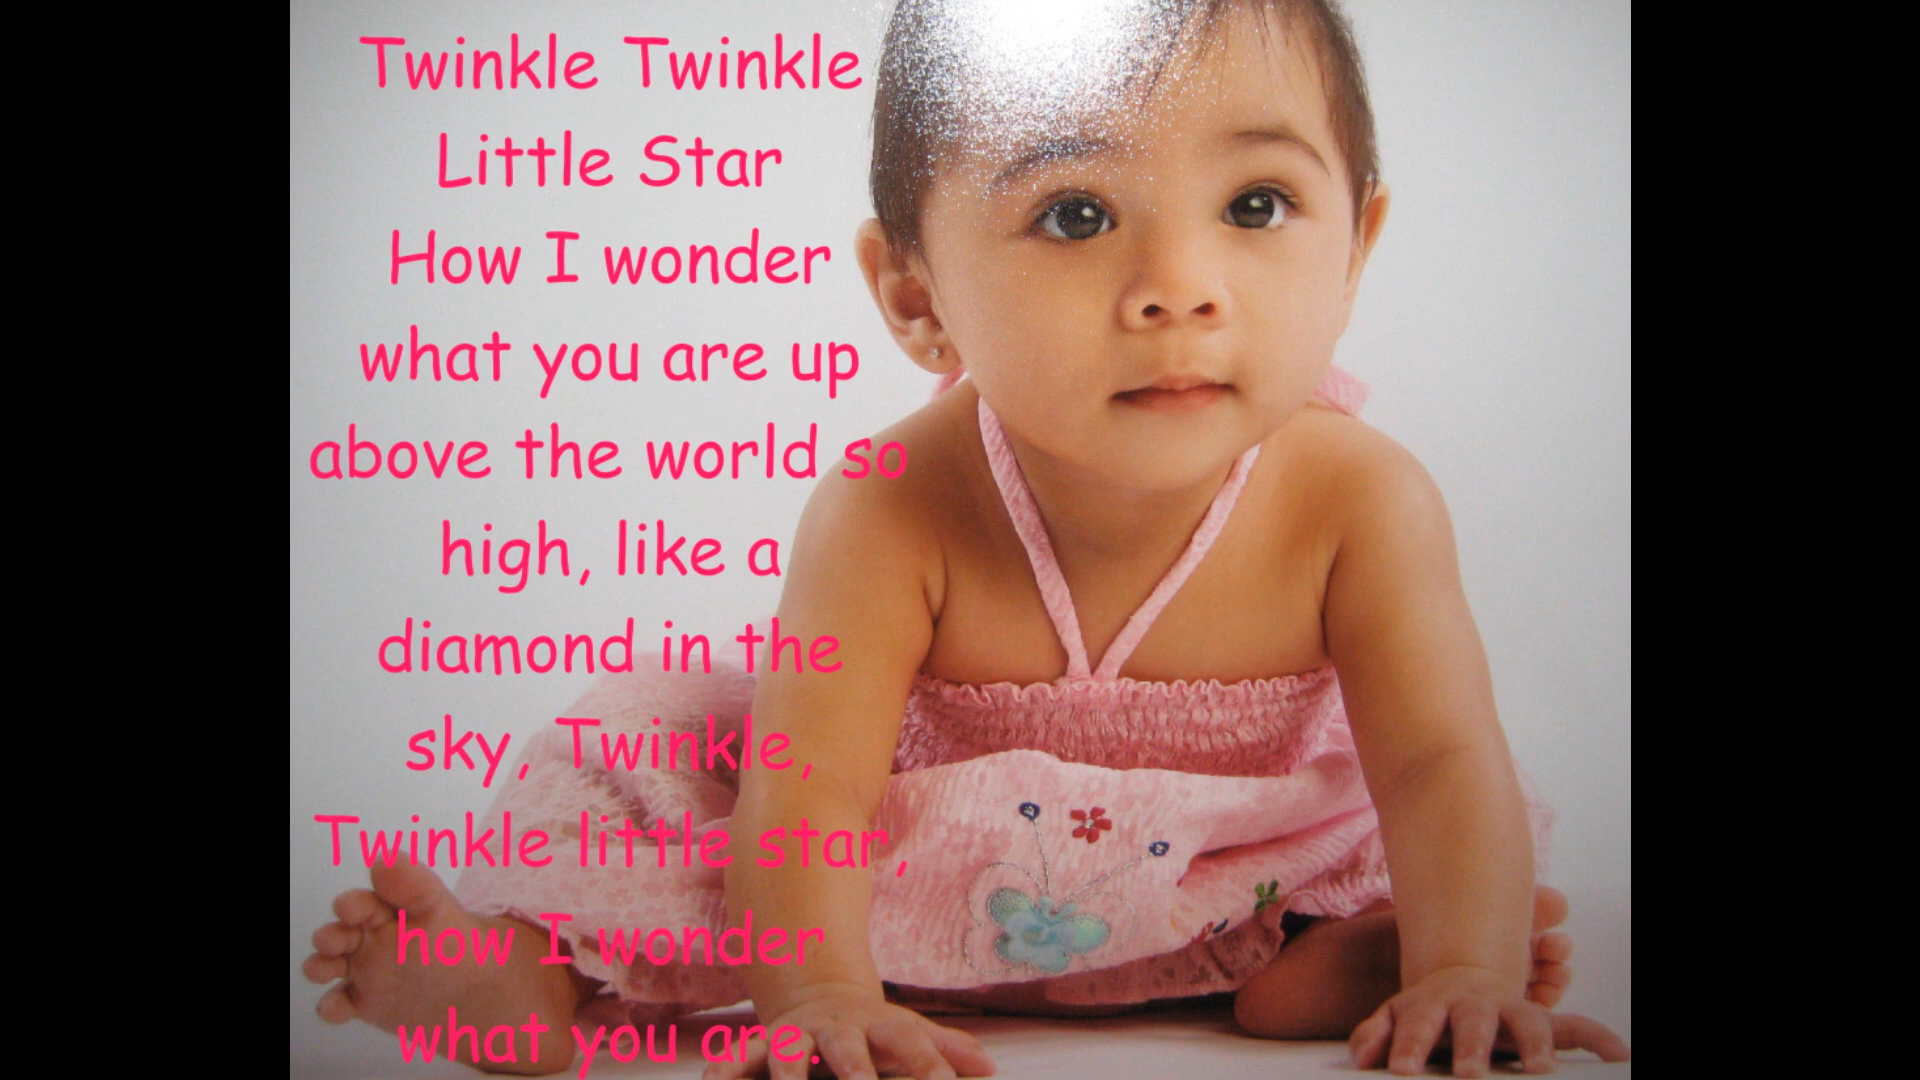 Twinkle Twinkle
Little Star
How I wonder
what you are up
above the world so
high, like a
diamond in the
sky, Twinkle,
Twinkle little star,
how I wonder
what you are.